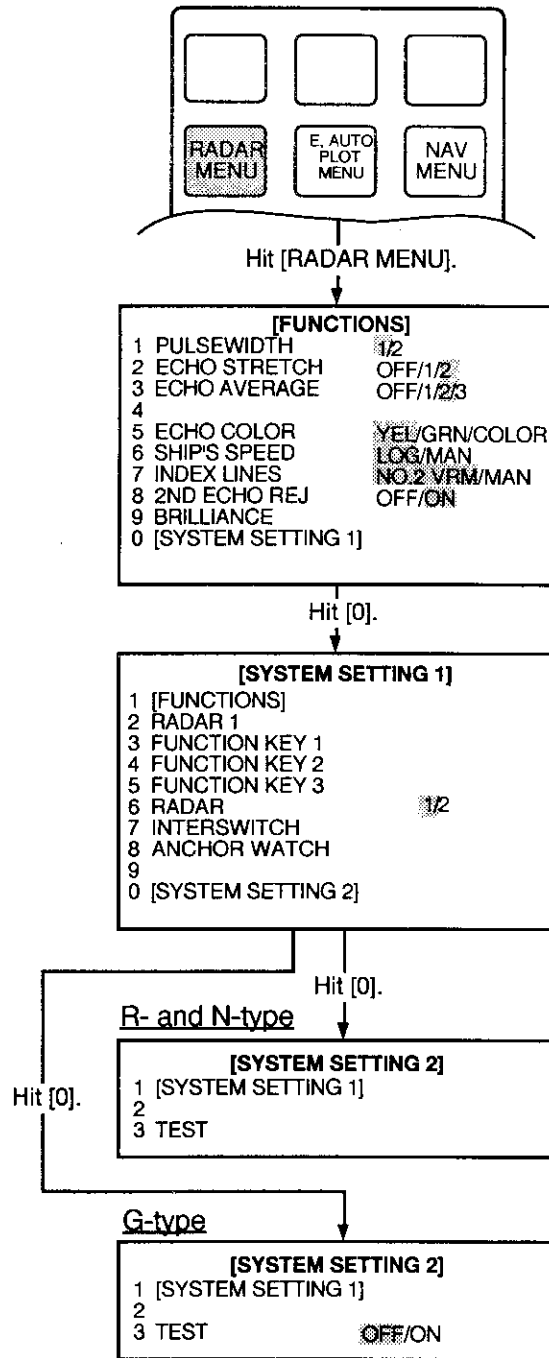 RADAR
MENU
E, AUTO
PLOT
MENU
NAV
MENU
Hit [RADAR MENU].
[FUNCTIONS]
1 PULSEWIDTH 1/2
2 ECHO STRETCH OFF/1/2
3 ECHO AVERAGE OFF/1/2/3
4
5 ECHO COLOR YEL/GRN/COLOR
6 SHIP'S SPEED LOG/MAN
7 INDEX LINES NO.2 VRM/MAN
8 2ND ECHO REJ OFF/ON
9 BRILLIANCE
0 [SYSTEM SETTING 1]
Hit [0].
[SYSTEM SETTING 1]
1 [FUNCTIONS]
2 RADAR 1
3 FUNCTION KEY 1
4 FUNCTION KEY 2
5 FUNCTION KEY 3
6 RADAR 1/2
7 INTERSWITCH
8 ANCHOR WATCH
9
0 [SYSTEM SETTING 2]
Hit [0].
R- and N-type
[SYSTEM SETTING 2]
1 [SYSTEM SETTING 1]
2
3 TEST
Hit [0].
G-type
[SYSTEM SETTING 2]
1 [SYSTEM SETTING 1]
2
3 TEST OFF/ON